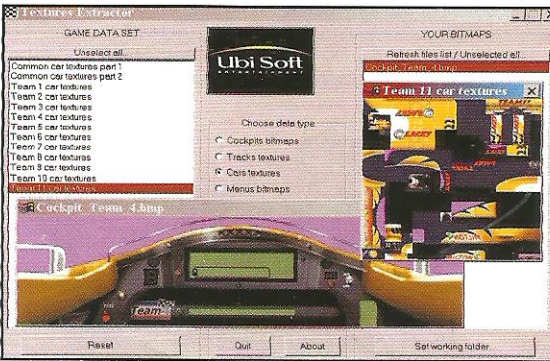 Textures Extractor
GAME DATA SET
Unselect all...
Common car textures part 1
Common car textures part 2
Team 1 car textures
Team 2 car textures
Team 3 car textures
Team 4 car textures
Team 5 car textures
Team 6 car textures
Team 7 car textures
Team 8 car textures
Team 9 car textures
Team 10 car textures
Team 11 car textures
Ubi Soft
ENTERTAINMENT
Choose data type
Cockpits bitmaps
Tracks textures
Cars textures
Menus bitmaps
YOUR BITMAPS
Refresh files list / Unselected all...
Cockpit_Team_4.bmp
Team 11 car textures
Cockpit_Team_4.bmp
Team
Reset
Quit
About
Set working folder